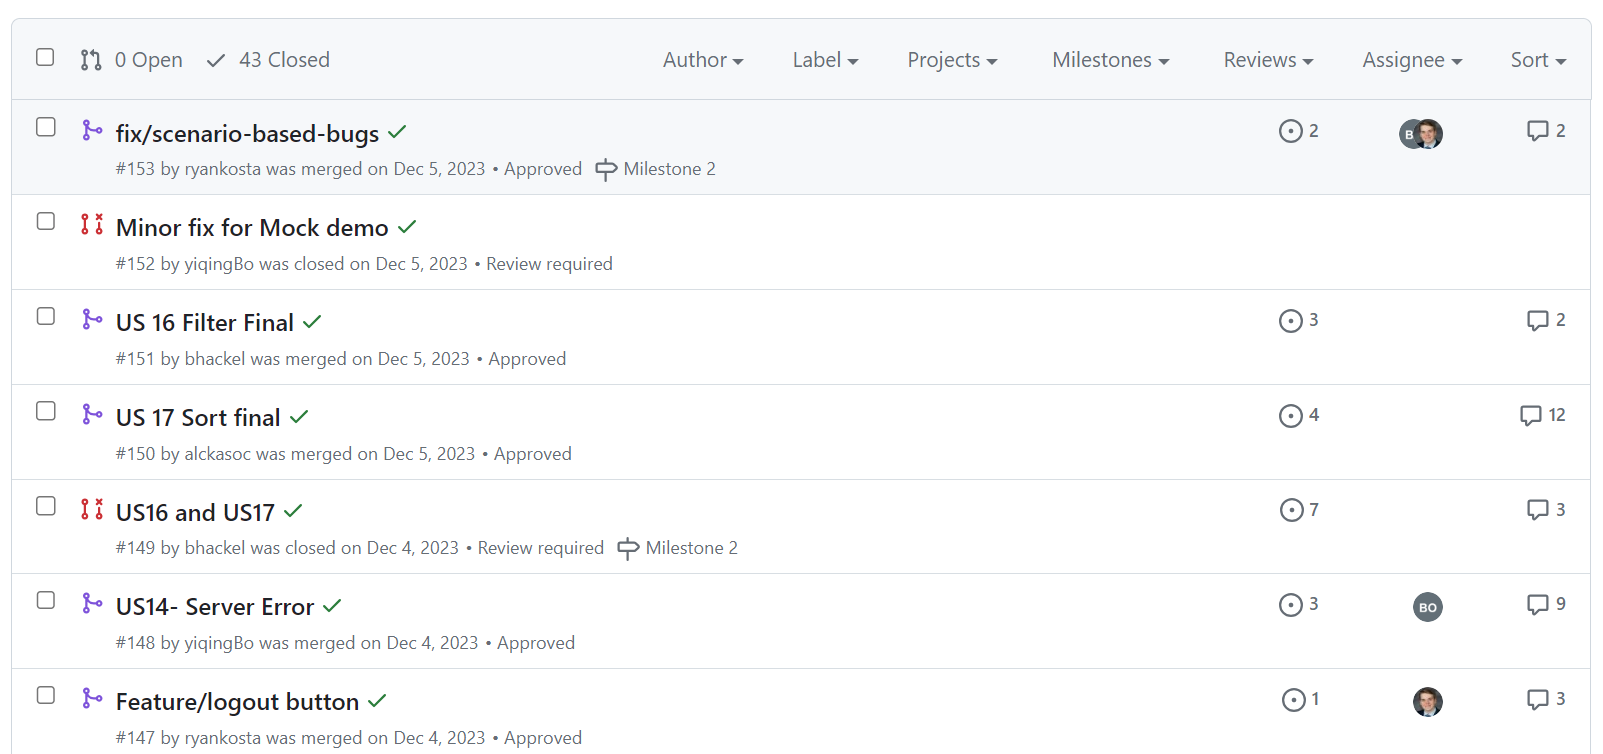 0 Open 43 Closed Author Label Projects Milestones Reviews Assignee Sort
fix/scenario-based-bugs 2 B 2
#153 by ryankosta was merged on Dec 5, 2023 • Approved Milestone 2
Minor fix for Mock demo
#152 by yiqingBo was closed on Dec 5, 2023 • Review required
US 16 Filter Final 3 2
#151 by bhackel was merged on Dec 5, 2023 • Approved
US 17 Sort final 4 12
#150 by alckasoc was merged on Dec 5, 2023 • Approved
US16 and US17 7 3
#149 by bhackel was closed on Dec 4, 2023 • Review required Milestone 2
US14- Server Error 3 BO 9
#148 by yiqingBo was merged on Dec 4, 2023 • Approved
Feature/logout button 1 3
#147 by ryankosta was merged on Dec 4, 2023 • Approved